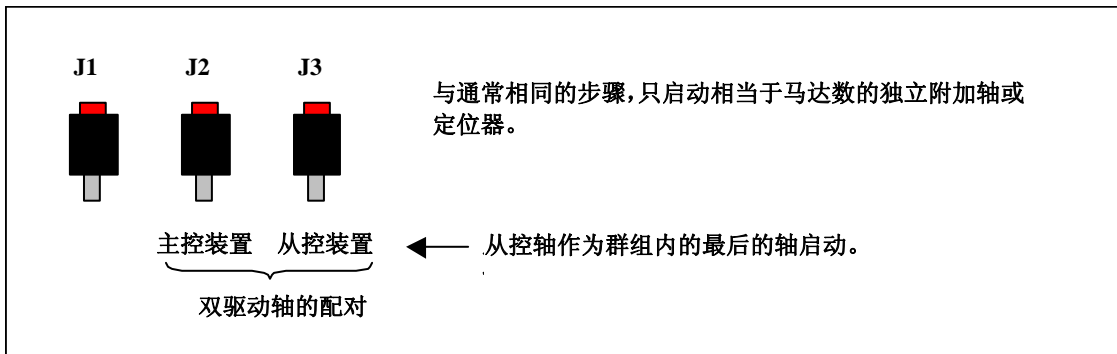 J1 J2 J3
与通常相同的步骤，只启动相当于马达数的独立附加轴或
定位器。
主控装置 从控装置 从控轴作为群组内的最后的轴启动。
双驱动轴的配对